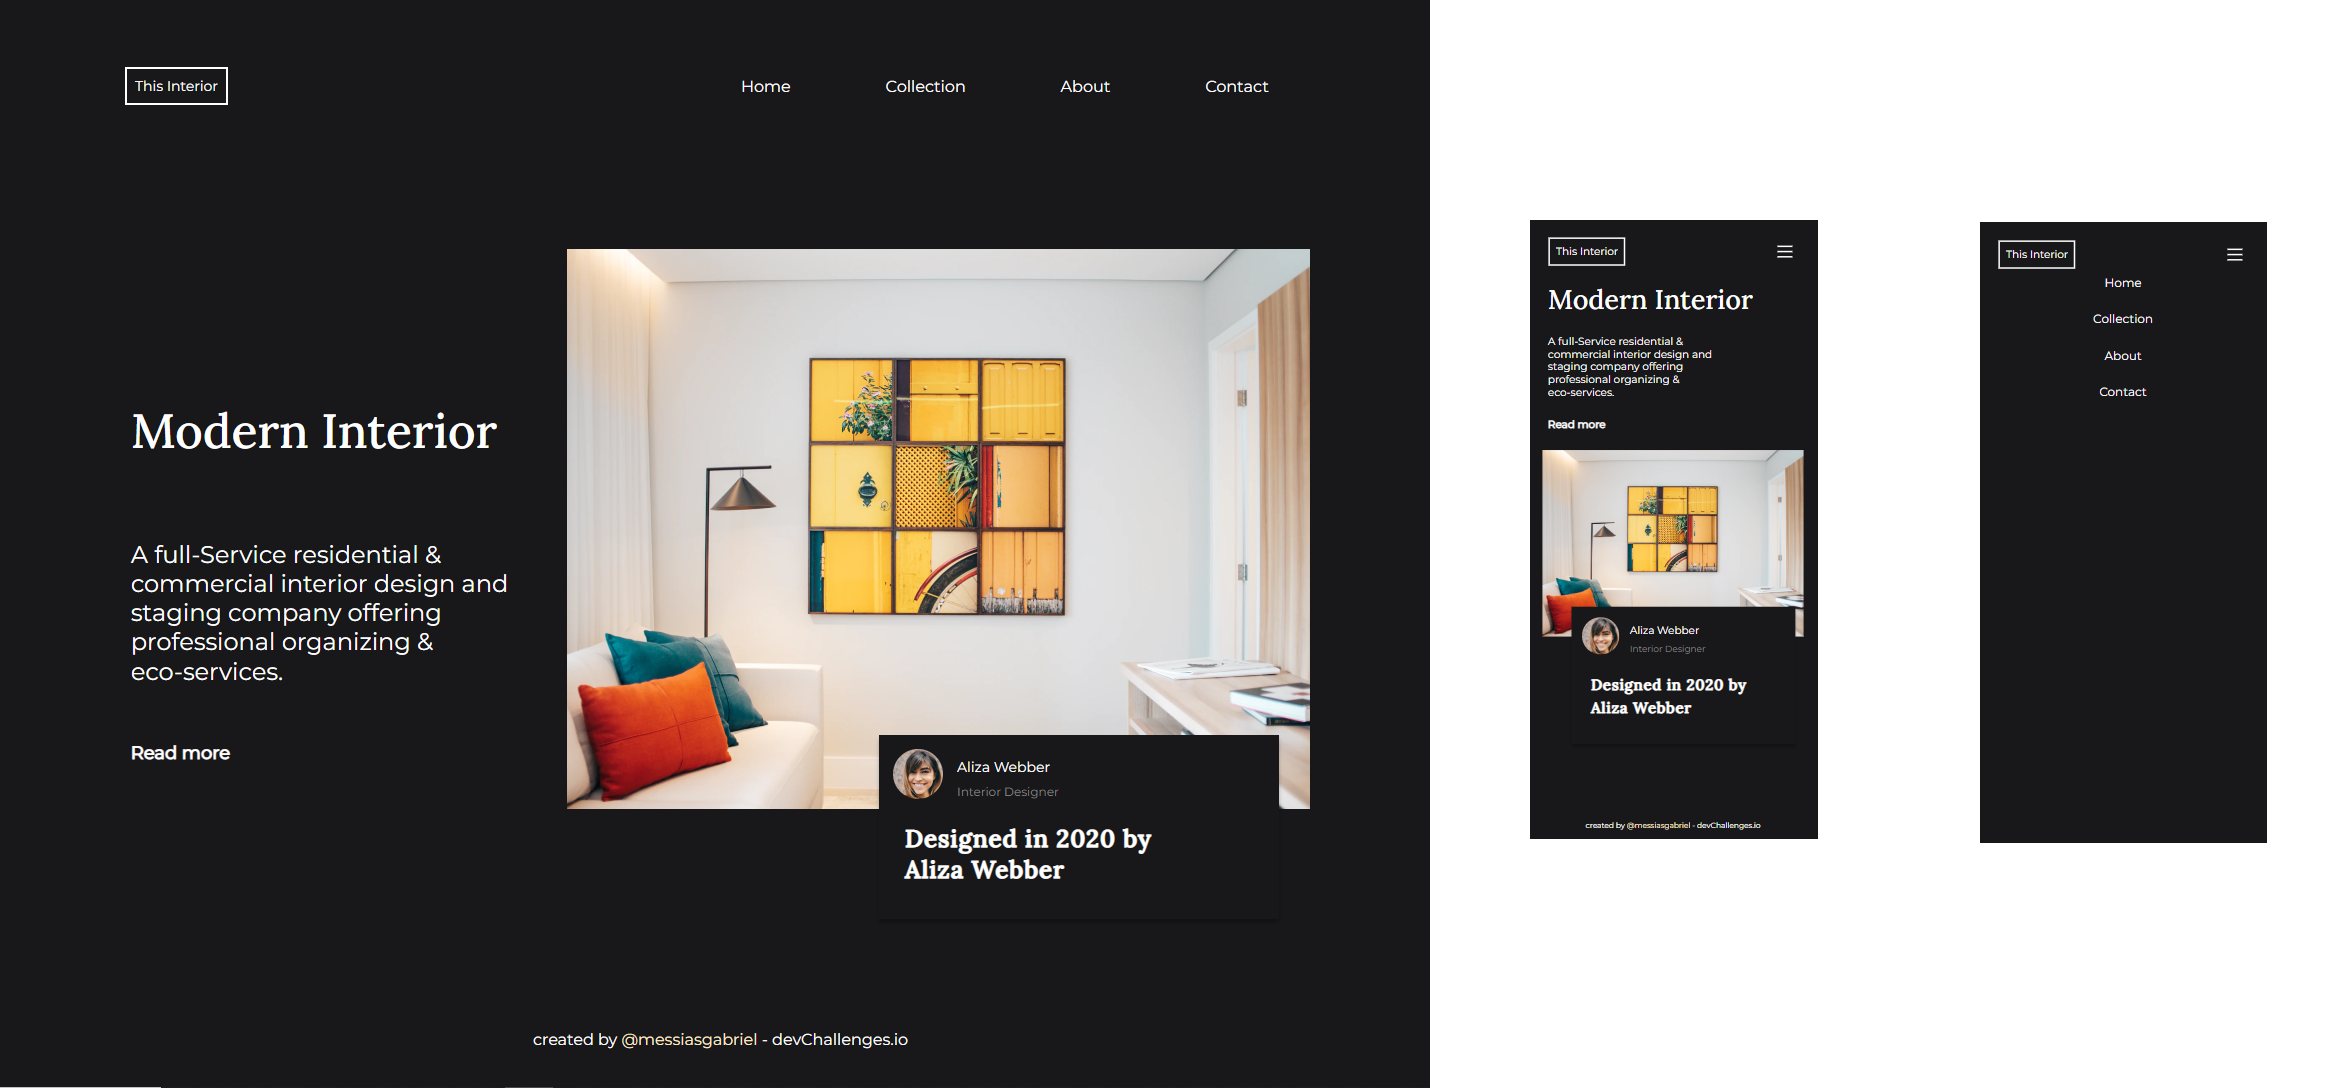 This Interior
Home
Collection
About
Contact
Modern Interior
A full-Service residential &
commercial interior design and
staging company offering
professional organizing &
eco-services.
Read more
Aliza Webber
Interior Designer
Designed in 2020 by
Aliza Webber
created by @messiasgabriel - devChallenges.io
This Interior
Modern Interior
A full-Service residential &
commercial interior design and
staging company offering
professional organizing &
eco-services.
Read more
Aliza Webber
Interior Designer
Designed in 2020 by
Aliza Webber
created by @messiasgabriel - devChallenges.io
This Interior
Home
Collection
About
Contact